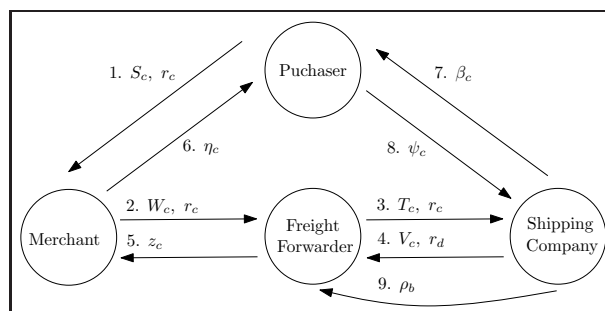 Puchaser
1. S_c, r_c
7. β_c
6. η_c
8. ψ_c
Merchant
2. W_c, r_c
5. z_c
Freight
Forwarder
3. T_c, r_c
4. V_c, r_d
Shipping
Company
9. ρ_b